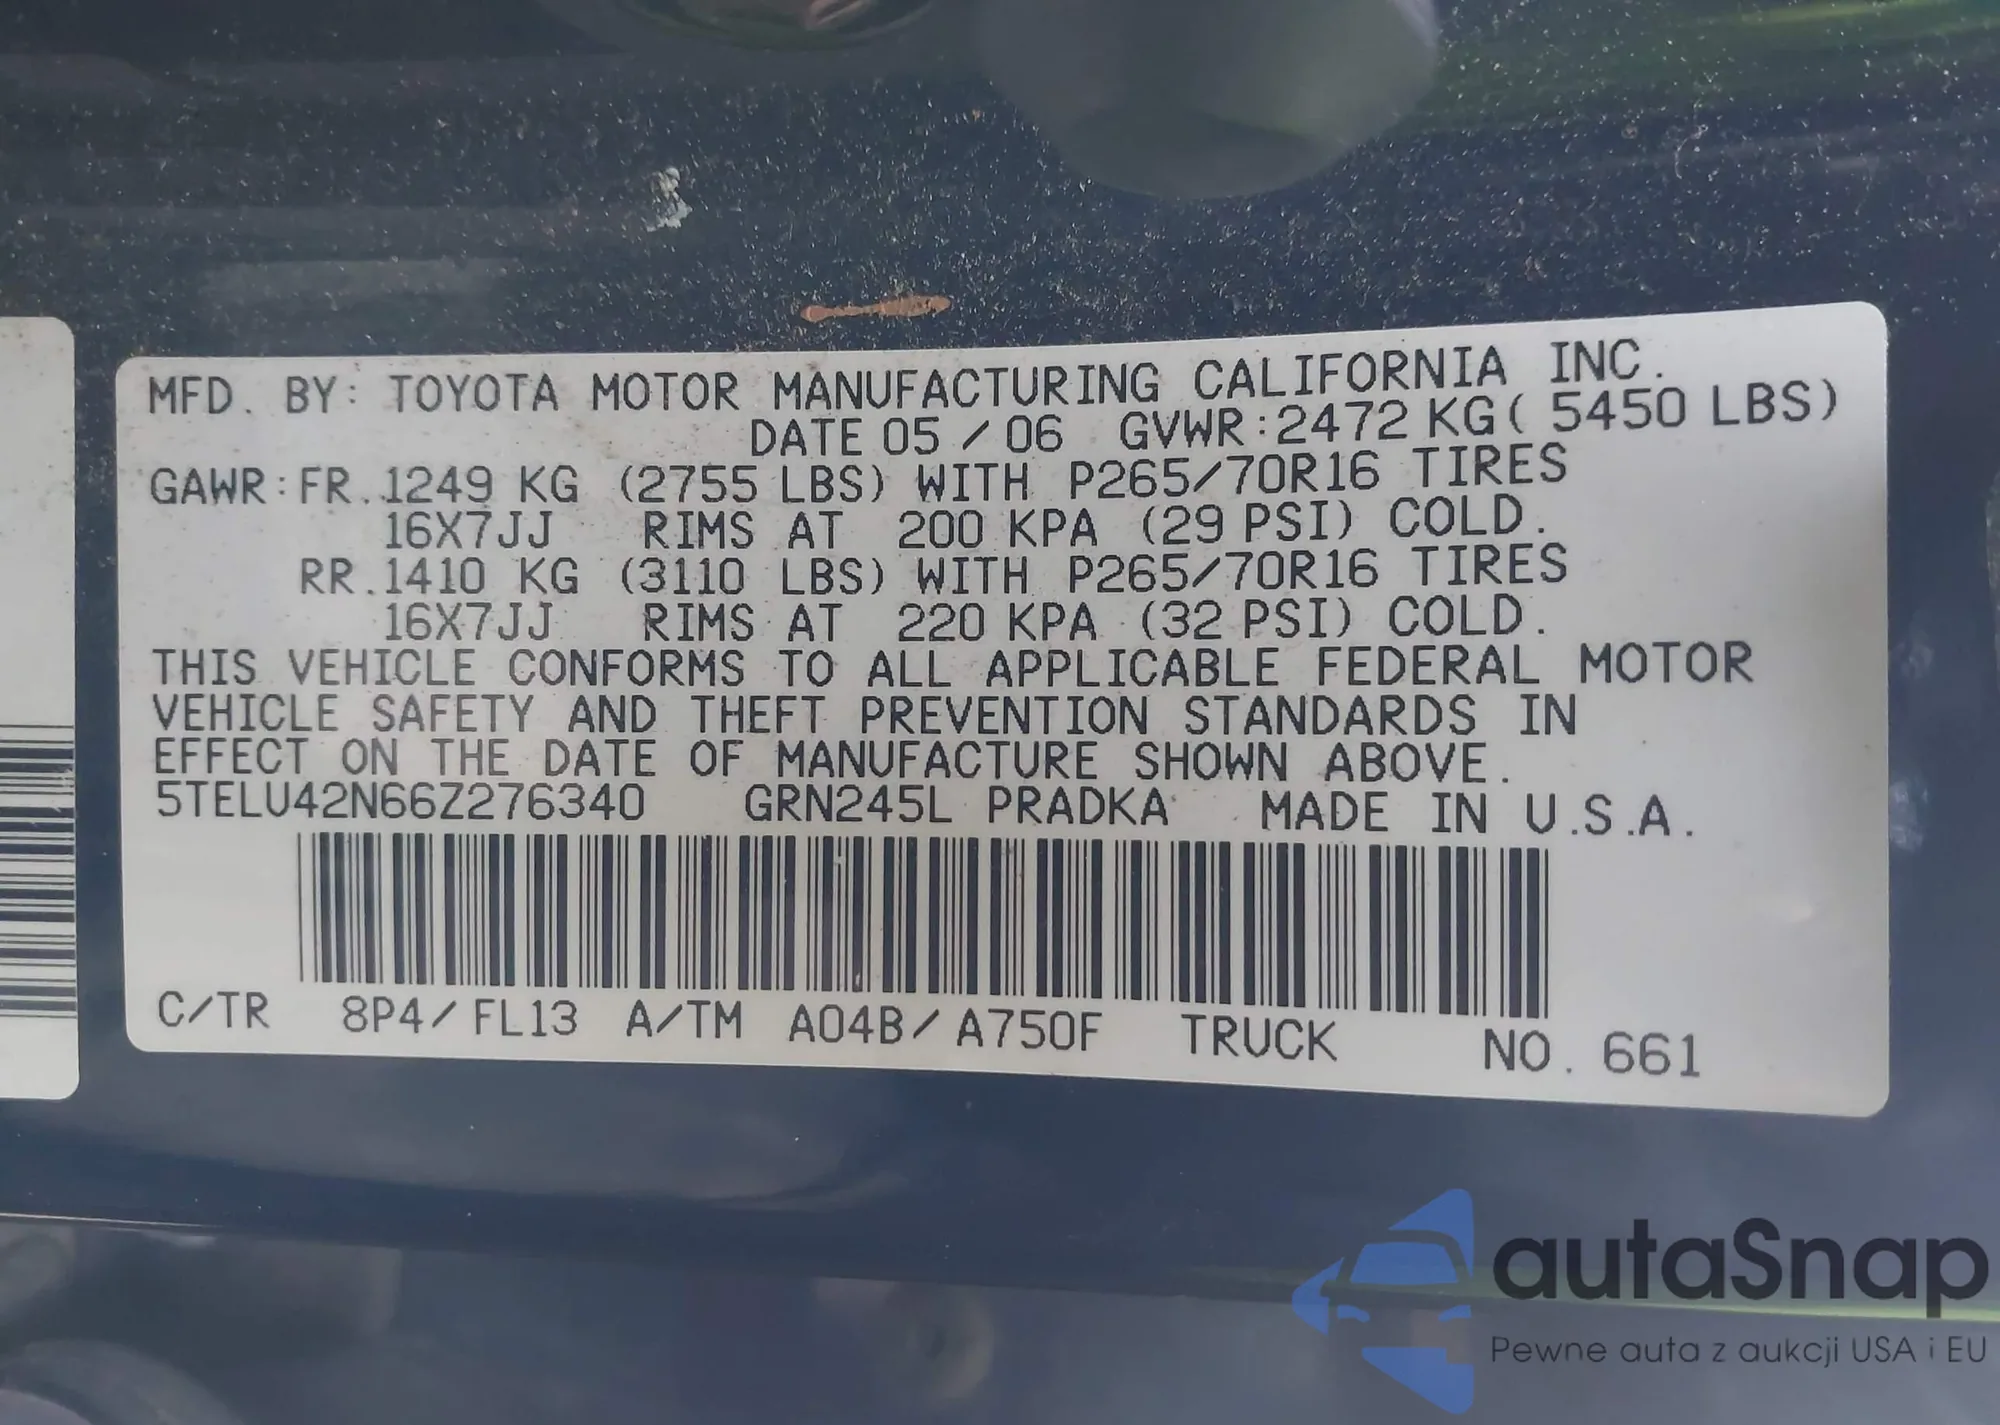 MFD. BY: TOYOTA MOTOR MANUFACTURING CALIFORNIA INC.
DATE 05 / 06 GVWR:2472 KG( 5450 LBS)
GAWR:FR.1249 KG (2755 LBS) WITH P265/70R16 TIRES
16X7JJ RIMS AT 200 KPA (29 PSI) COLD.
RR.1410 KG (3110 LBS) WITH P265/70R16 TIRES
16X7JJ RIMS AT 220 KPA (32 PSI) COLD.
THIS VEHICLE CONFORMS TO ALL APPLICABLE FEDERAL MOTOR
VEHICLE SAFETY AND THEFT PREVENTION STANDARDS IN
EFFECT ON THE DATE OF MANUFACTURE SHOWN ABOVE.
5TELU42N66Z276340 GRN245L PRADKA MADE IN U.S.A.
C/TR 8P4/FL13 A/TM A04B/A750F TRUCK NO. 661
autaSnap
Pewne auta z aukcji USA i EU